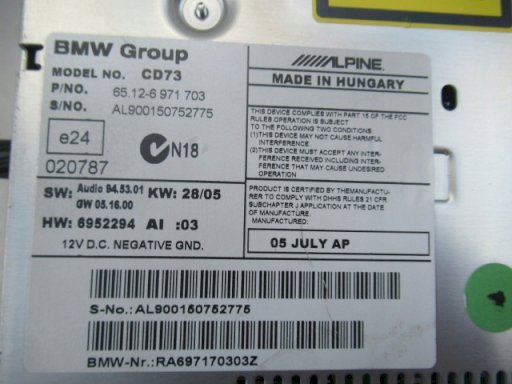 BMW Group
MODEL NO. CD73
P/NO. 65.12-6 971 703
S/NO. AL900150752775
e24
020787
N18
SW: Audio 94.53.01 KW: 28/05
GW 05.16.00
HW: 6952294 AI :03
12V D.C. NEGATIVE GND.
ALPINE
MADE IN HUNGARY
THIS DEVICE COMPLIES WITH PART 15 OF THE FCC
RULES OPERATION IS SUBJECT
TO THE FOLLOWING TWO CONDITIONS
(1)THIS DEVICE MAY NOT CAUSE HARMFUL
INTERFERENCE
(2)THIS DEVICE MUST ACCEPT ANY INTER-
FERENCE RECEIVED INCLUDING INTER-
FERENCE THAT MAY CAUSE UNDESIRED
OPERATION
PRODUCT IS CERTIFIED BY THEMANUFACTU-
RER TO COMPLY WITH DHHS RULES 21 CFR
SUBCHAPTER J APPLICATION AT THE DATE
OF MANUFACTURE.
MANUFACTURED:
05 JULY AP
S-No.: AL900150752775
BMW-Nr.: RA697170303Z